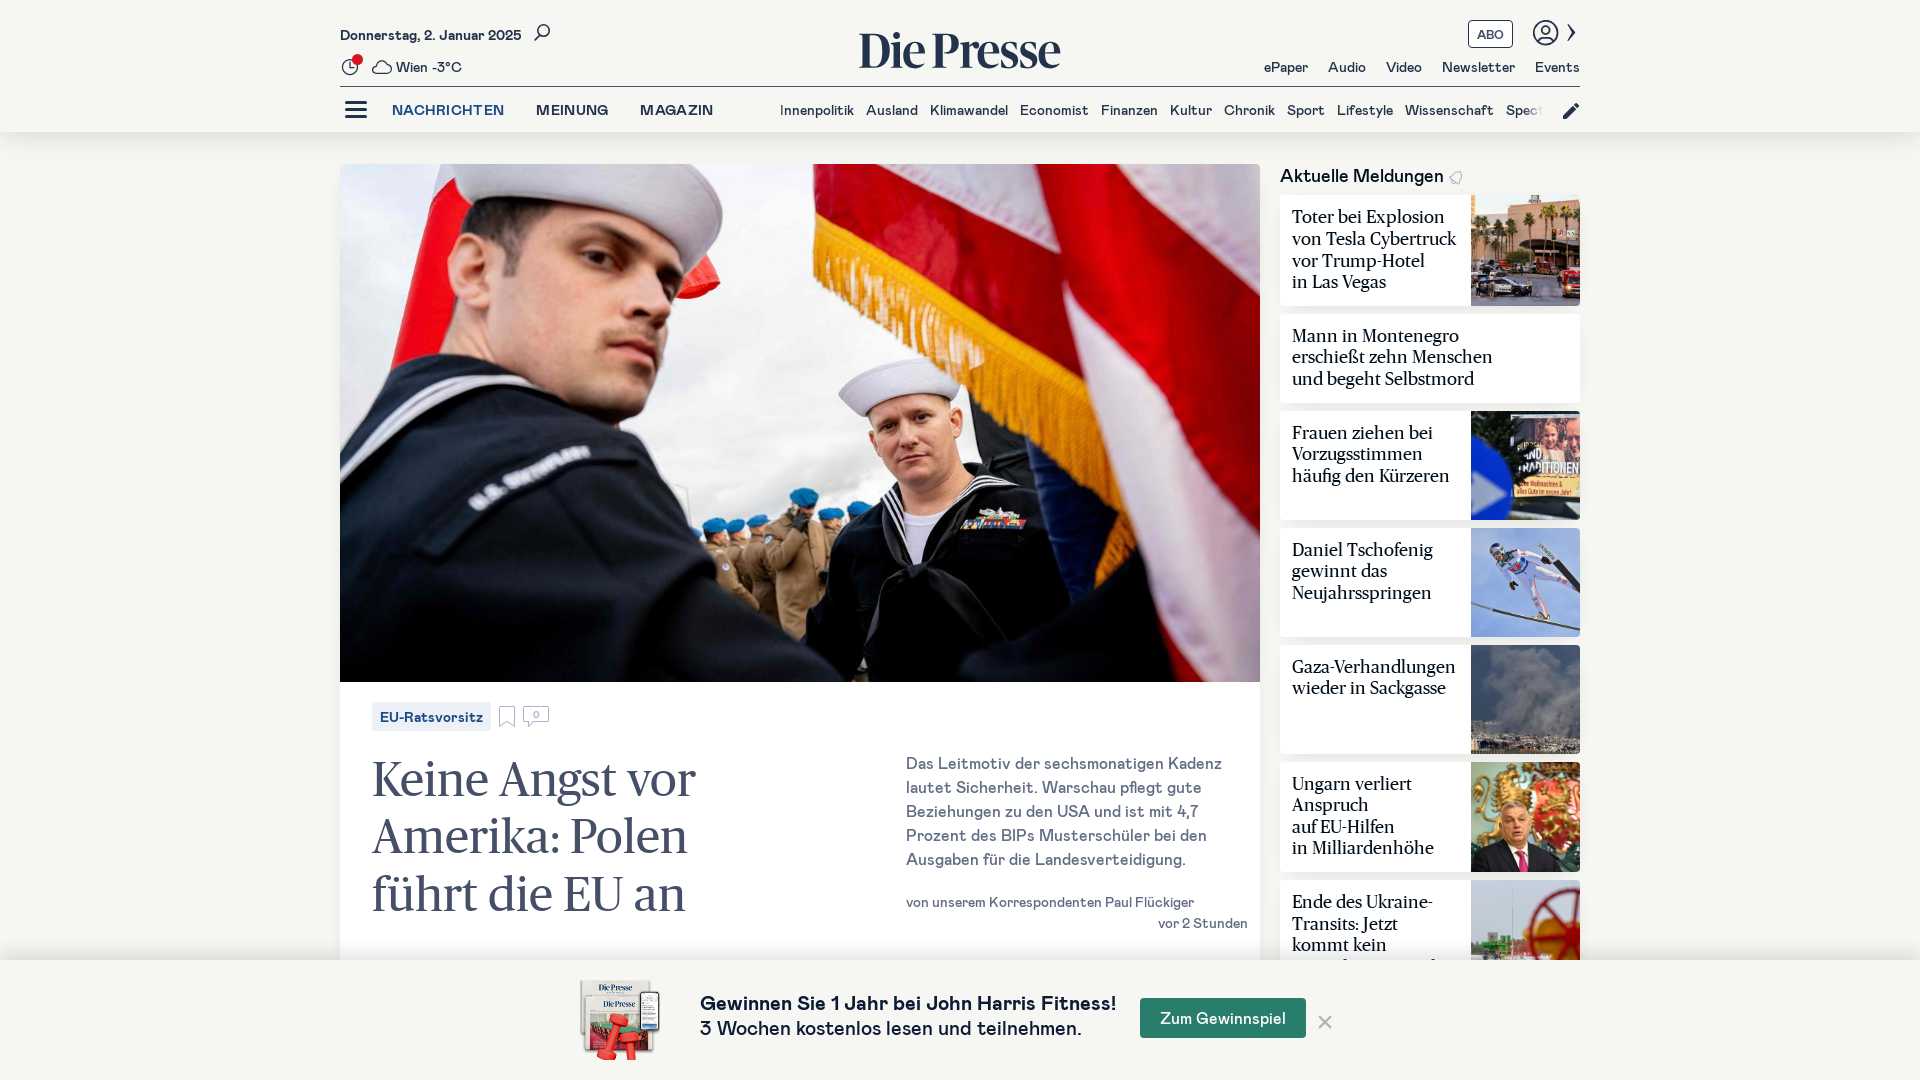 Donnerstag, 2. Januar 2025
Wien -3°C
Die Presse
ABO
ePaper Audio Video Newsletter Events
NACHRICHTEN MEINUNG MAGAZIN
Innenpolitik Ausland Klimawandel Economist Finanzen Kultur Chronik Sport Lifestyle Wissenschaft Spect
EU-Ratsvorsitz
0
Keine Angst vor
Amerika: Polen
führt die EU an
Das Leitmotiv der sechsmonatigen Kadenz
lautet Sicherheit. Warschau pflegt gute
Beziehungen zu den USA und ist mit 4,7
Prozent des BIPs Musterschüler bei den
Ausgaben für die Landesverteidigung.
von unserem Korrespondenten Paul Flückiger
vor 2 Stunden
Aktuelle Meldungen
Toter bei Explosion
von Tesla Cybertruck
vor Trump-Hotel
in Las Vegas
Mann in Montenegro
erschießt zehn Menschen
und begeht Selbstmord
Frauen ziehen bei
Vorzugsstimmen
häufig den Kürzeren
TRADITIONEN
Daniel Tschofenig
gewinnt das
Neujahrsspringen
Gaza-Verhandlungen
wieder in Sackgasse
Ungarn verliert
Anspruch
auf EU-Hilfen
in Milliardenhöhe
Ende des Ukraine-
Transits: Jetzt
kommt kein
Die Presse
Die Presse
Gewinnen Sie 1 Jahr bei John Harris Fitness!
3 Wochen kostenlos lesen und teilnehmen.
Zum Gewinnspiel